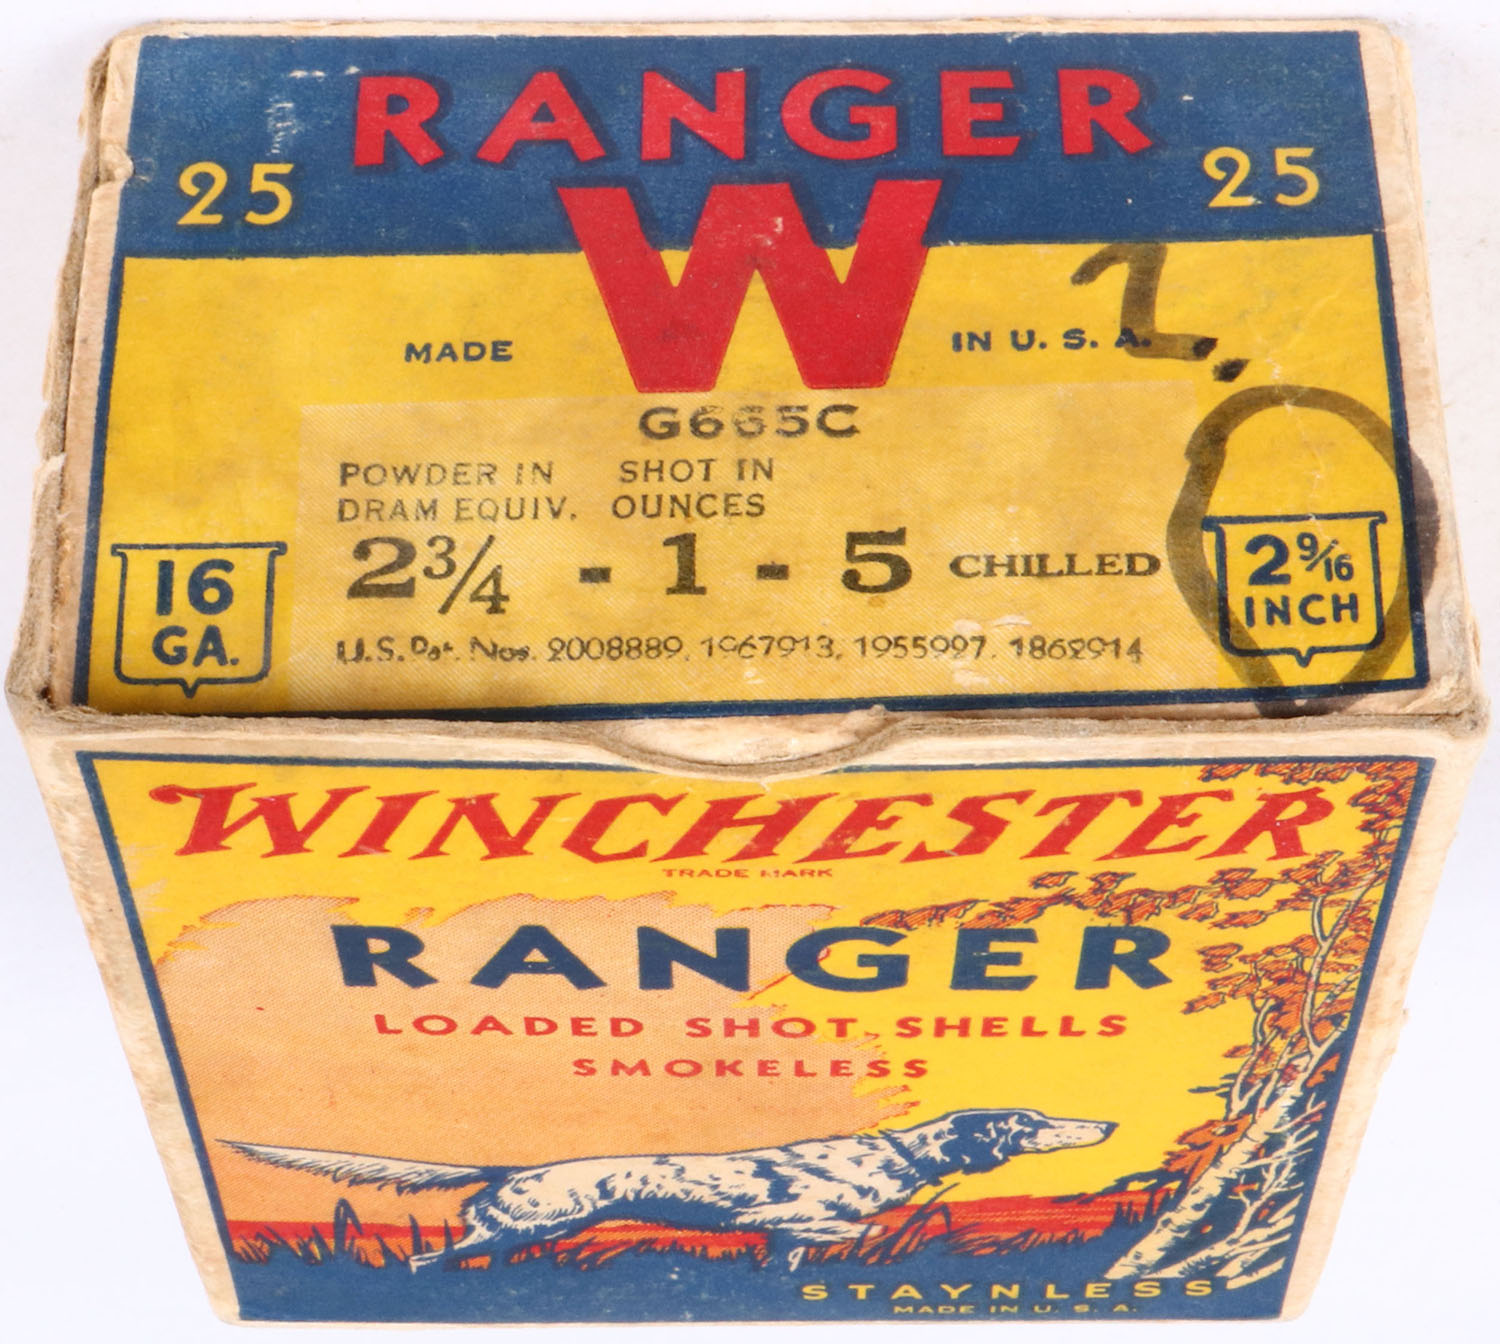 RANGER
25 25
W
MADE IN U. S. A.
2.
G665C
POWDER IN SHOT IN
DRAM EQUIV. OUNCES
2¾ - 1 - 5 CHILLED
16
GA.
2 9/16
INCH
U.S. Pat. Nos. 2008889, 1967913, 1955997, 1862914
WINCHESTER
TRADE MARK
RANGER
LOADED SHOT SHELLS
SMOKELESS
STAYNLESS
MADE IN U. S. A.